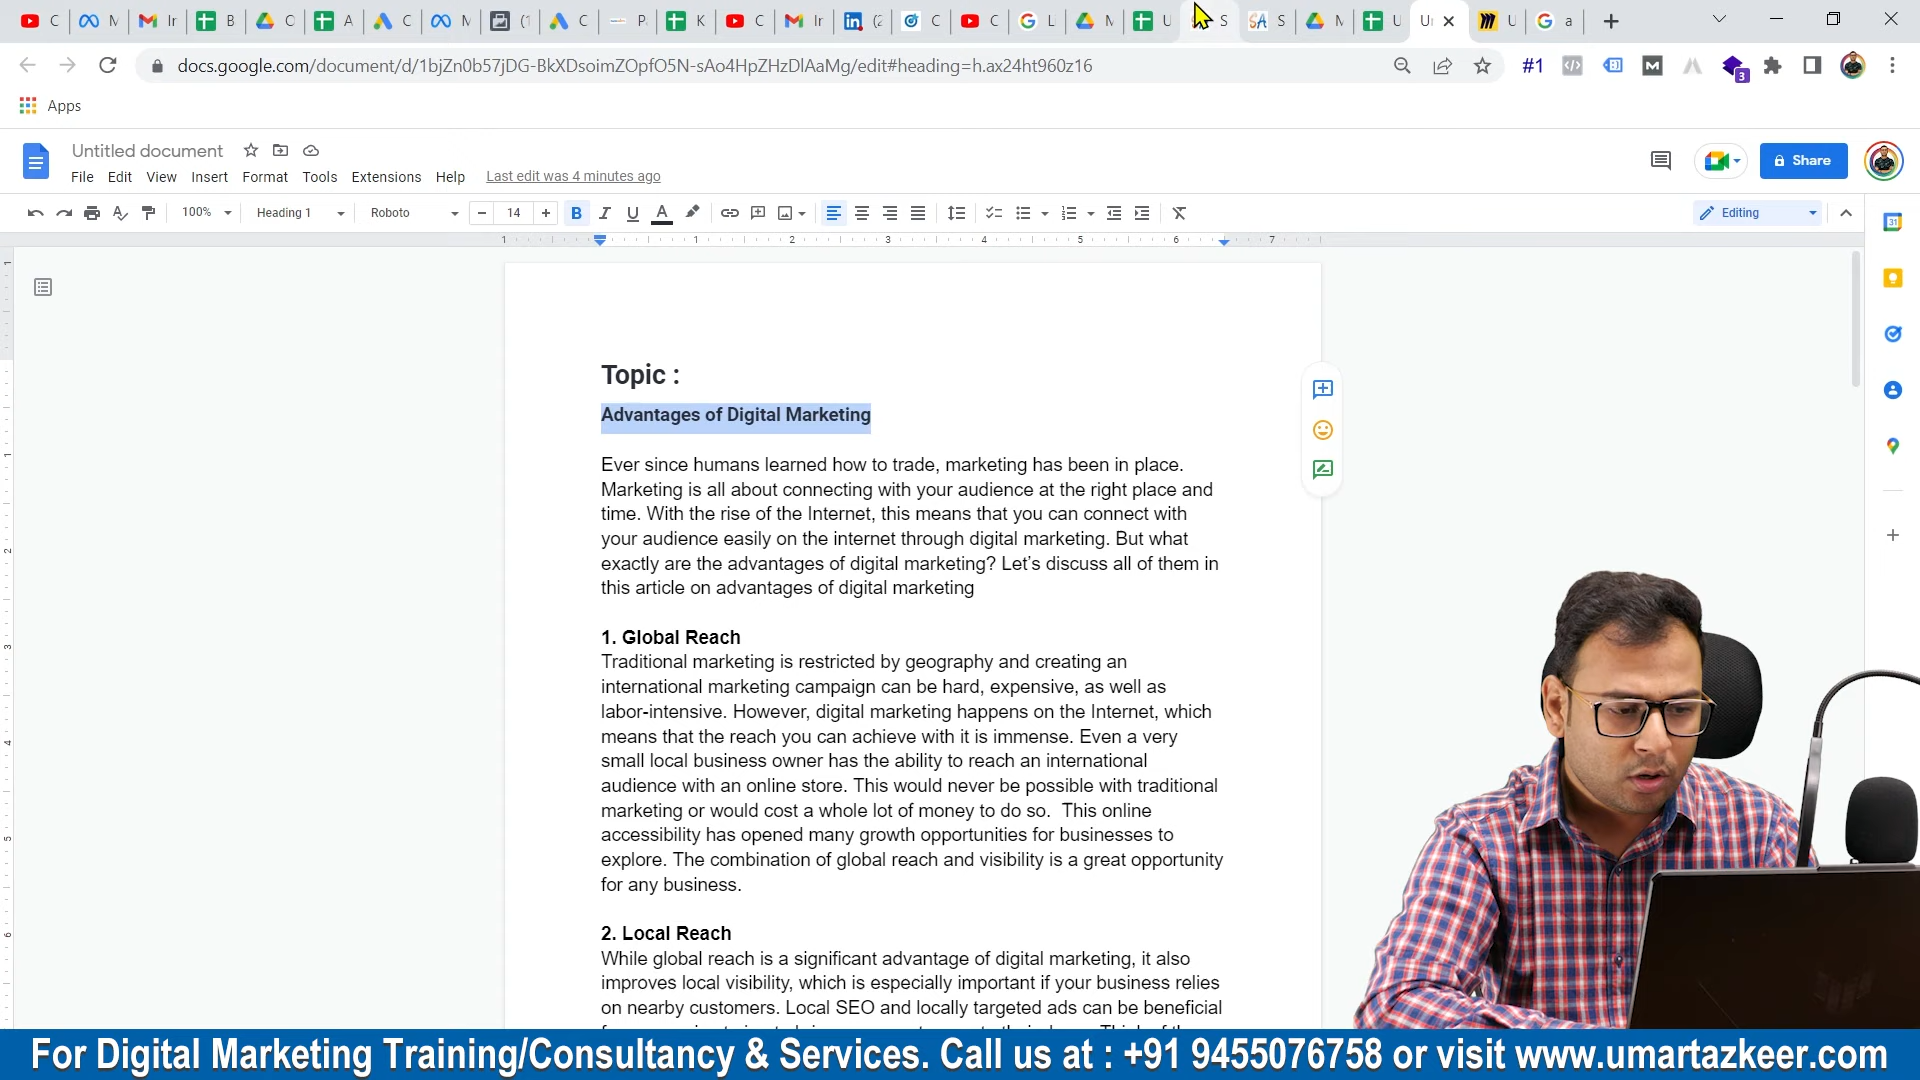 docs.google.com/document/d/1bjZn0b57jDG-BkXDsoimZOpfO5N-sAo4HpZHzDlAaMg/edit#heading=h.ax24ht960z16
#1
3
Apps
Untitled document
File Edit View Insert Format Tools Extensions Help Last edit was 4 minutes ago
Share
100% Heading 1 Roboto 14 Editing
Topic :
Advantages of Digital Marketing
Ever since humans learned how to trade, marketing has been in place.
Marketing is all about connecting with your audience at the right place and
time. With the rise of the Internet, this means that you can connect with
your audience easily on the internet through digital marketing. But what
exactly are the advantages of digital marketing? Let's discuss all of them in
this article on advantages of digital marketing
1. Global Reach
Traditional marketing is restricted by geography and creating an
international marketing campaign can be hard, expensive, as well as
labor-intensive. However, digital marketing happens on the Internet, which
means that the reach you can achieve with it is immense. Even a very
small local business owner has the ability to reach an international
audience with an online store. This would never be possible with traditional
marketing or would cost a whole lot of money to do so.  This online
accessibility has opened many growth opportunities for businesses to
explore. The combination of global reach and visibility is a great opportunity
for any business.
2. Local Reach
While global reach is a significant advantage of digital marketing, it also
improves local visibility, which is especially important if your business relies
on nearby customers. Local SEO and locally targeted ads can be beneficial
For Digital Marketing Training/Consultancy & Services. Call us at : +91 9455076758 or visit www.umartazkeer.com